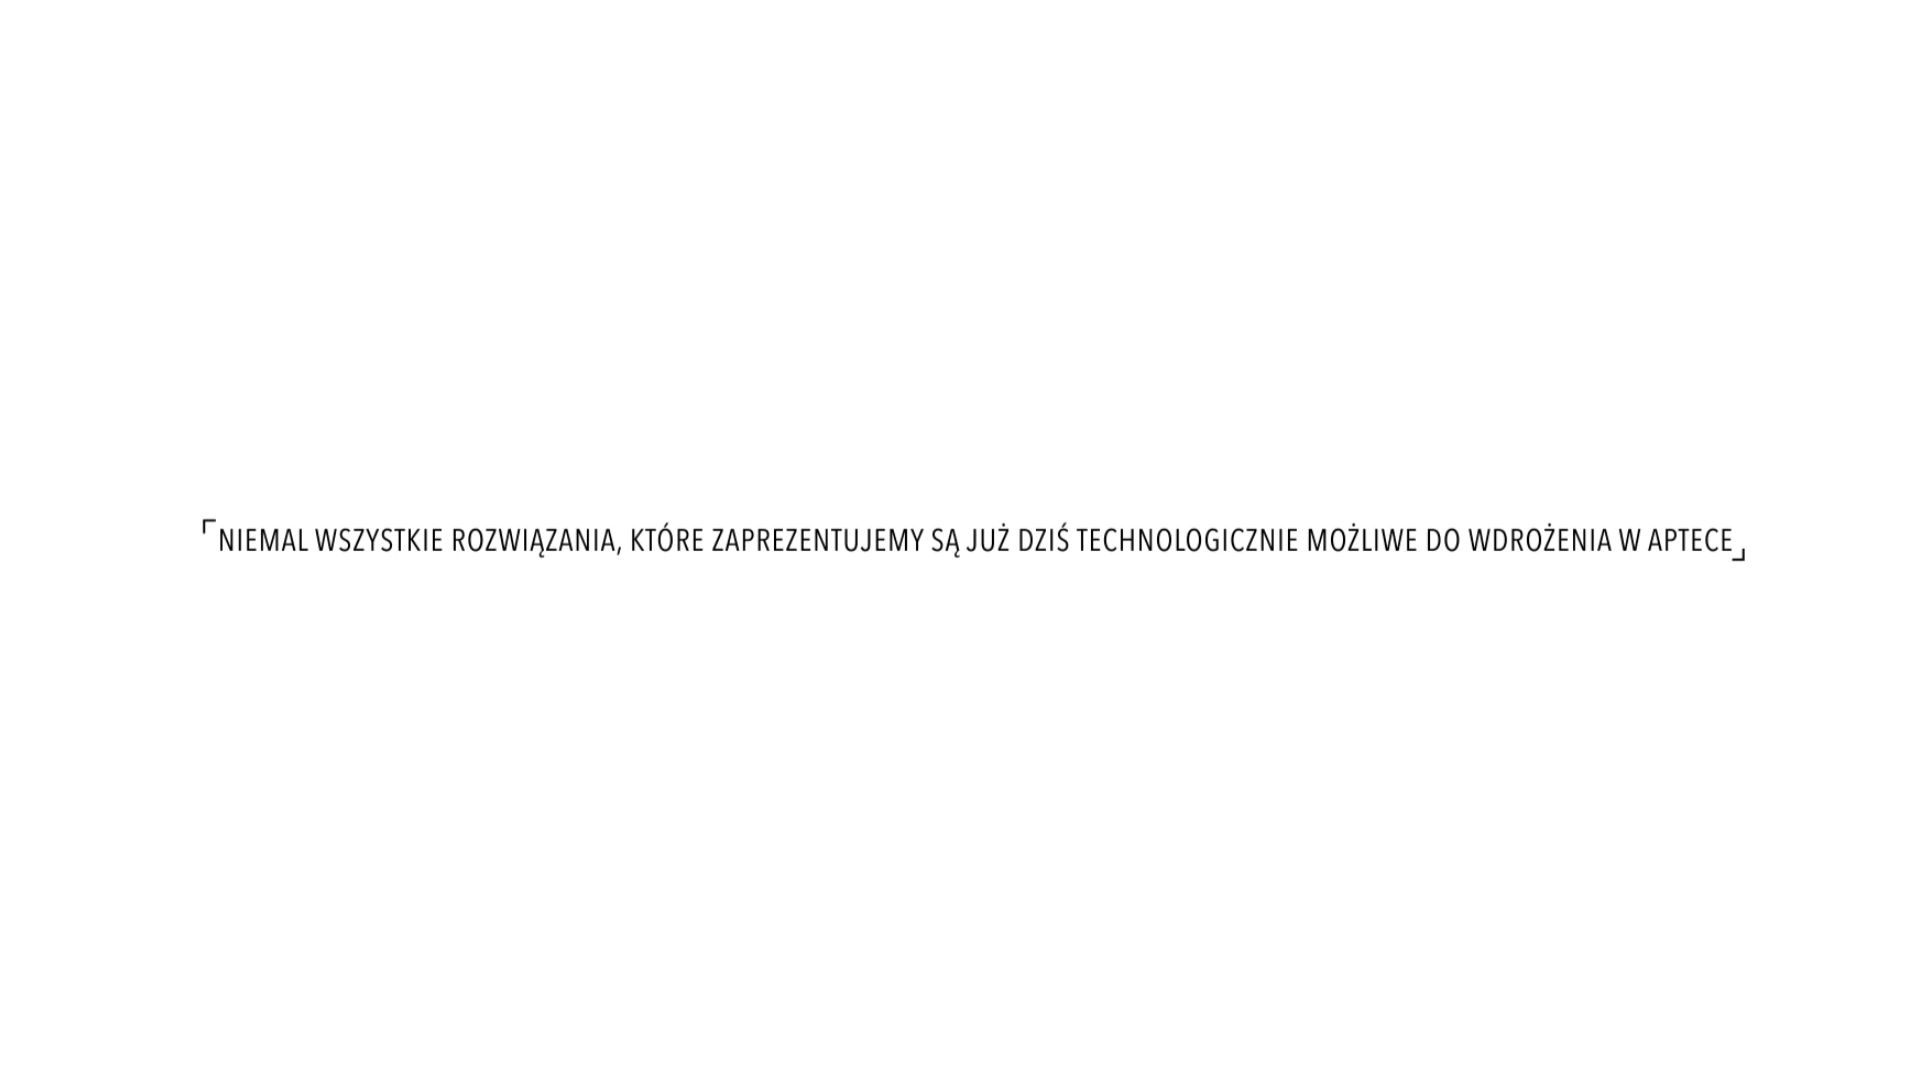 「NIEMAL WSZYSTKIE ROZWIĄZANIA, KTÓRE ZAPREZENTUJEMY SĄ JUŻ DZIŚ TECHNOLOGICZNIE MOŻLIWE DO WDROŻENIA W APTECE」